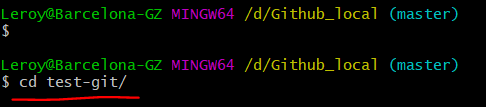 Leroy@Barcelona-GZ MINGW64 /d/Github_local (master)
$
Leroy@Barcelona-GZ MINGW64 /d/Github_local (master)
$ cd test-git/